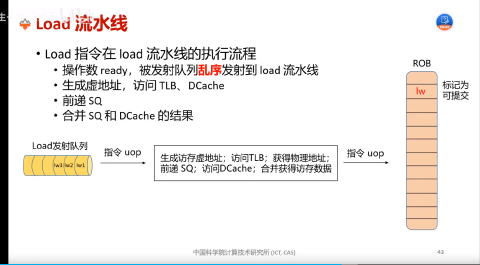 Load 流水线
• Load 指令在 load 流水线的执行流程
• 操作数 ready，被发射队列乱序发射到 load 流水线
• 生成虚地址，访问 TLB、DCache
• 前递 SQ
• 合并 SQ 和 DCache 的结果
ROB
lw
标记为
可提交
Load发射队列
lw3 lw2 lw1
指令 uop
生成访存虚地址；访问TLB；获得物理地址；
前递 SQ；访问DCache；合并获得访存数据
指令 uop
中国科学院计算技术研究所 (ICT, CAS)
43